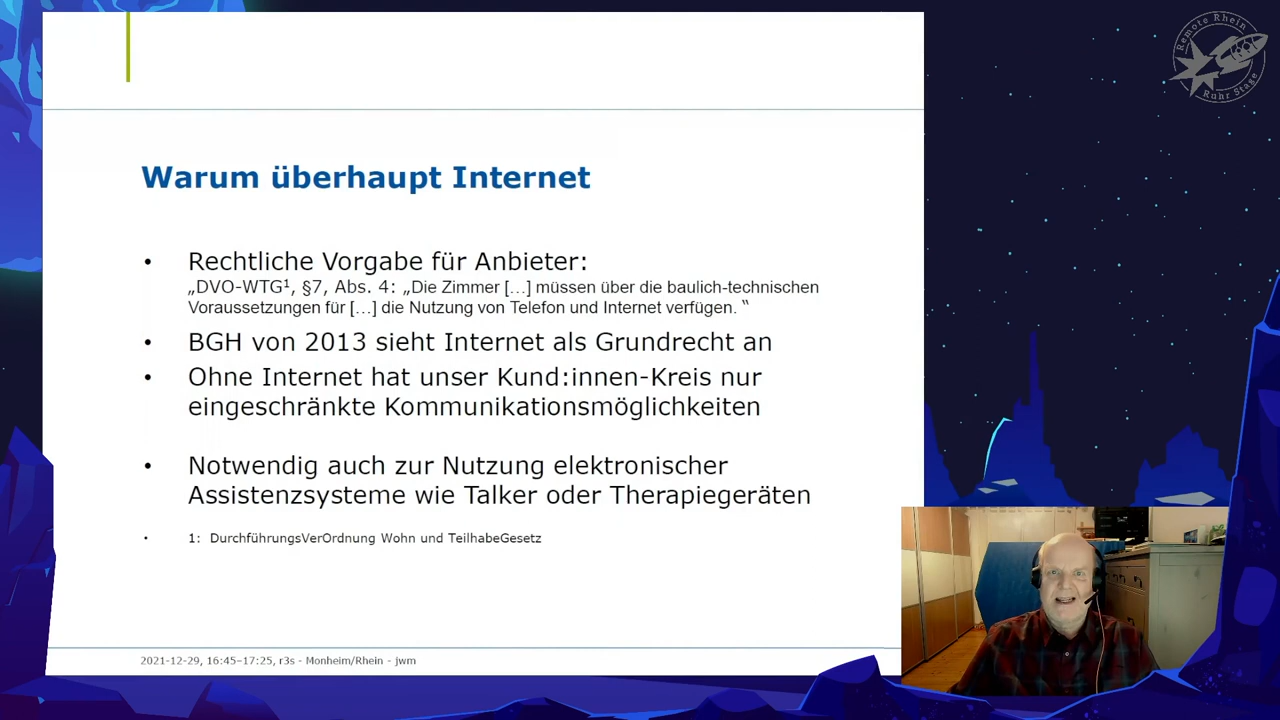 Remote Rhein
Ruhr Stage
Warum überhaupt Internet
• Rechtliche Vorgabe für Anbieter:
„DVO-WTG¹, §7, Abs. 4: „Die Zimmer […] müssen über die baulich-technischen
Voraussetzungen für […] die Nutzung von Telefon und Internet verfügen. “
• BGH von 2013 sieht Internet als Grundrecht an
• Ohne Internet hat unser Kund:innen-Kreis nur
eingeschränkte Kommunikationsmöglichkeiten
• Notwendig auch zur Nutzung elektronischer
Assistenzsysteme wie Talker oder Therapiegeräten
• 1: DurchführungsVerOrdnung Wohn und TeilhabeGesetz
2021-12-29, 16:45–17:25, r3s - Monheim/Rhein - jwm